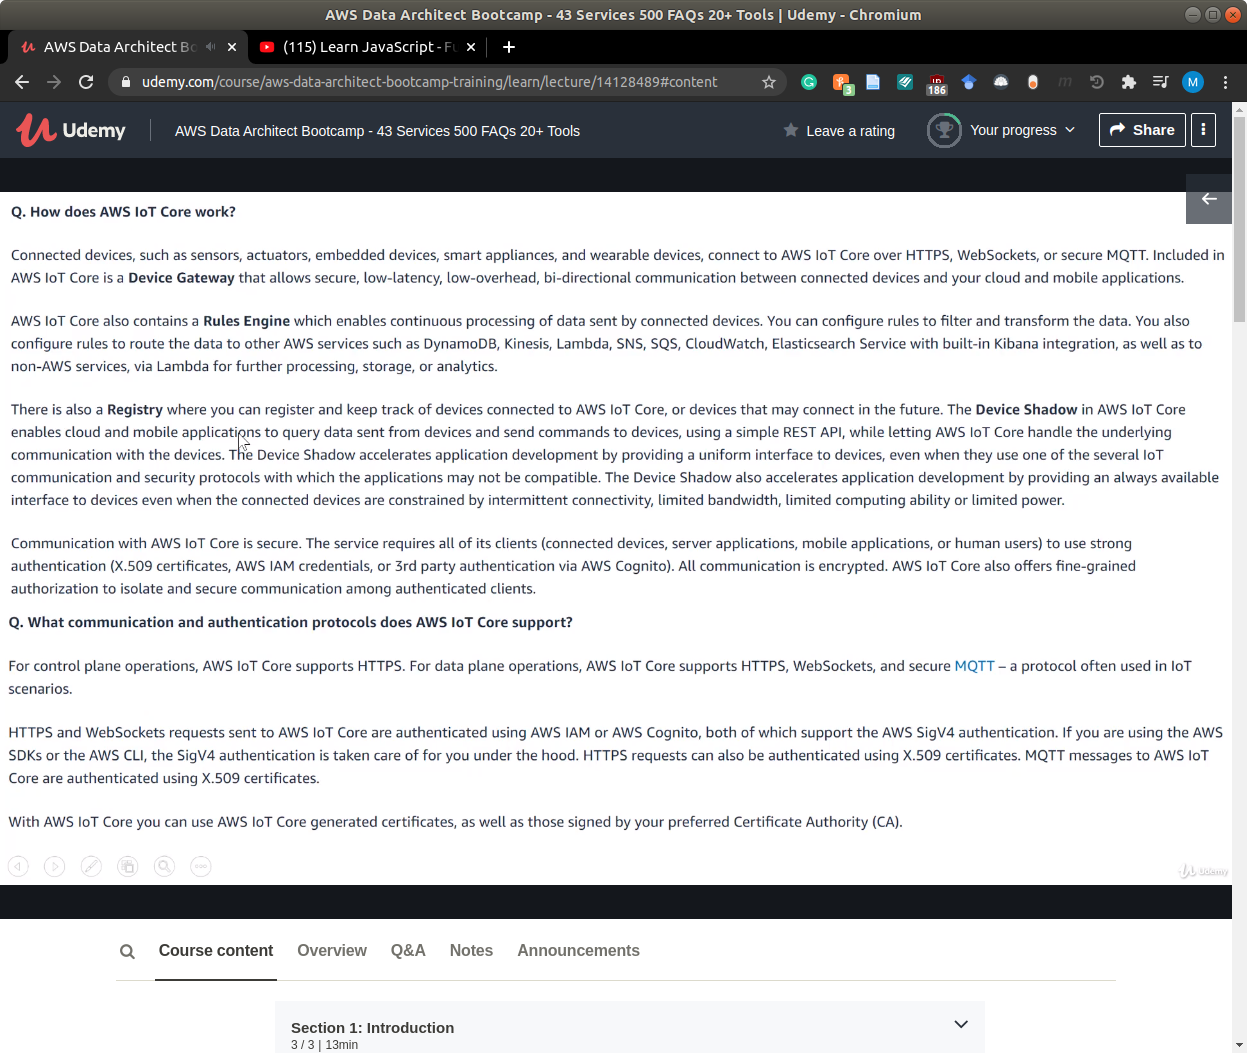 AWS Data Architect Bootcamp - 43 Services 500 FAQs 20+ Tools | Udemy - Chromium
AWS Data Architect Bo
(115) Learn JavaScript - Fu
udemy.com/course/aws-data-architect-bootcamp-training/learn/lecture/14128489#content
3
186
M
Udemy
AWS Data Architect Bootcamp - 43 Services 500 FAQs 20+ Tools
Leave a rating
Your progress
Share
Q. How does AWS IoT Core work?
Connected devices, such as sensors, actuators, embedded devices, smart appliances, and wearable devices, connect to AWS IoT Core over HTTPS, WebSockets, or secure MQTT. Included in
AWS IoT Core is a Device Gateway that allows secure, low-latency, low-overhead, bi-directional communication between connected devices and your cloud and mobile applications.
AWS IoT Core also contains a Rules Engine which enables continuous processing of data sent by connected devices. You can configure rules to filter and transform the data. You also
configure rules to route the data to other AWS services such as DynamoDB, Kinesis, Lambda, SNS, SQS, CloudWatch, Elasticsearch Service with built-in Kibana integration, as well as to
non-AWS services, via Lambda for further processing, storage, or analytics.
There is also a Registry where you can register and keep track of devices connected to AWS IoT Core, or devices that may connect in the future. The Device Shadow in AWS IoT Core
enables cloud and mobile applications to query data sent from devices and send commands to devices, using a simple REST API, while letting AWS IoT Core handle the underlying
communication with the devices. The Device Shadow accelerates application development by providing a uniform interface to devices, even when they use one of the several IoT
communication and security protocols with which the applications may not be compatible. The Device Shadow also accelerates application development by providing an always available
interface to devices even when the connected devices are constrained by intermittent connectivity, limited bandwidth, limited computing ability or limited power.
Communication with AWS IoT Core is secure. The service requires all of its clients (connected devices, server applications, mobile applications, or human users) to use strong
authentication (X.509 certificates, AWS IAM credentials, or 3rd party authentication via AWS Cognito). All communication is encrypted. AWS IoT Core also offers fine-grained
authorization to isolate and secure communication among authenticated clients.
Q. What communication and authentication protocols does AWS IoT Core support?
For control plane operations, AWS IoT Core supports HTTPS. For data plane operations, AWS IoT Core supports HTTPS, WebSockets, and secure MQTT – a protocol often used in IoT
scenarios.
HTTPS and WebSockets requests sent to AWS IoT Core are authenticated using AWS IAM or AWS Cognito, both of which support the AWS SigV4 authentication. If you are using the AWS
SDKs or the AWS CLI, the SigV4 authentication is taken care of for you under the hood. HTTPS requests can also be authenticated using X.509 certificates. MQTT messages to AWS IoT
Core are authenticated using X.509 certificates.
With AWS IoT Core you can use AWS IoT Core generated certificates, as well as those signed by your preferred Certificate Authority (CA).
Udemy
Course content
Overview
Q&A
Notes
Announcements
Section 1: Introduction
3 / 3 | 13min